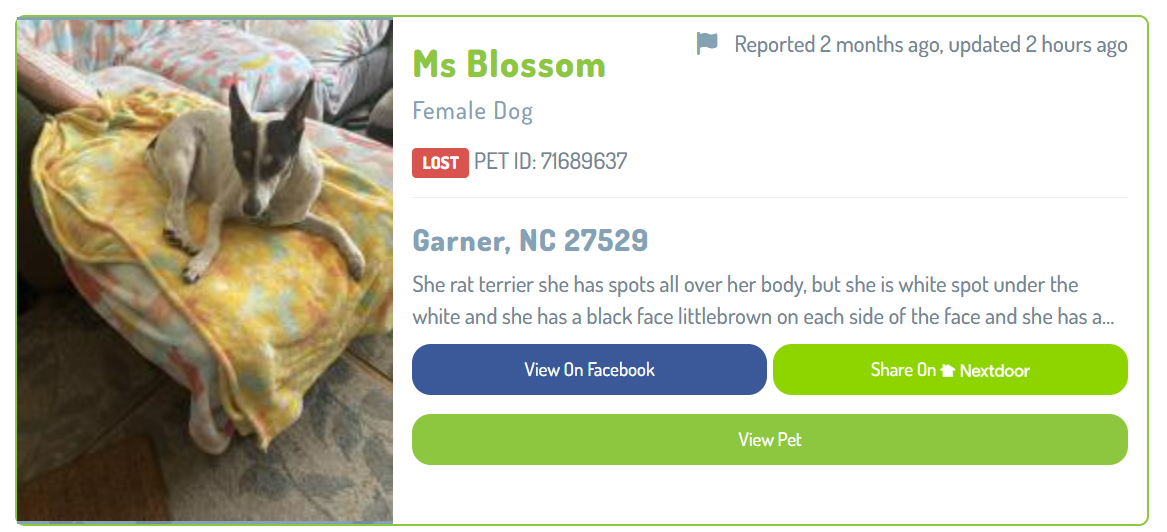 Reported 2 months ago, updated 2 hours ago
Ms Blossom
Female Dog
LOST PET ID: 71689637
Garner, NC 27529
She rat terrier she has spots all over her body, but she is white spot under the
white and she has a black face littlebrown on each side of the face and she has a...
View On Facebook
Share On Nextdoor
View Pet